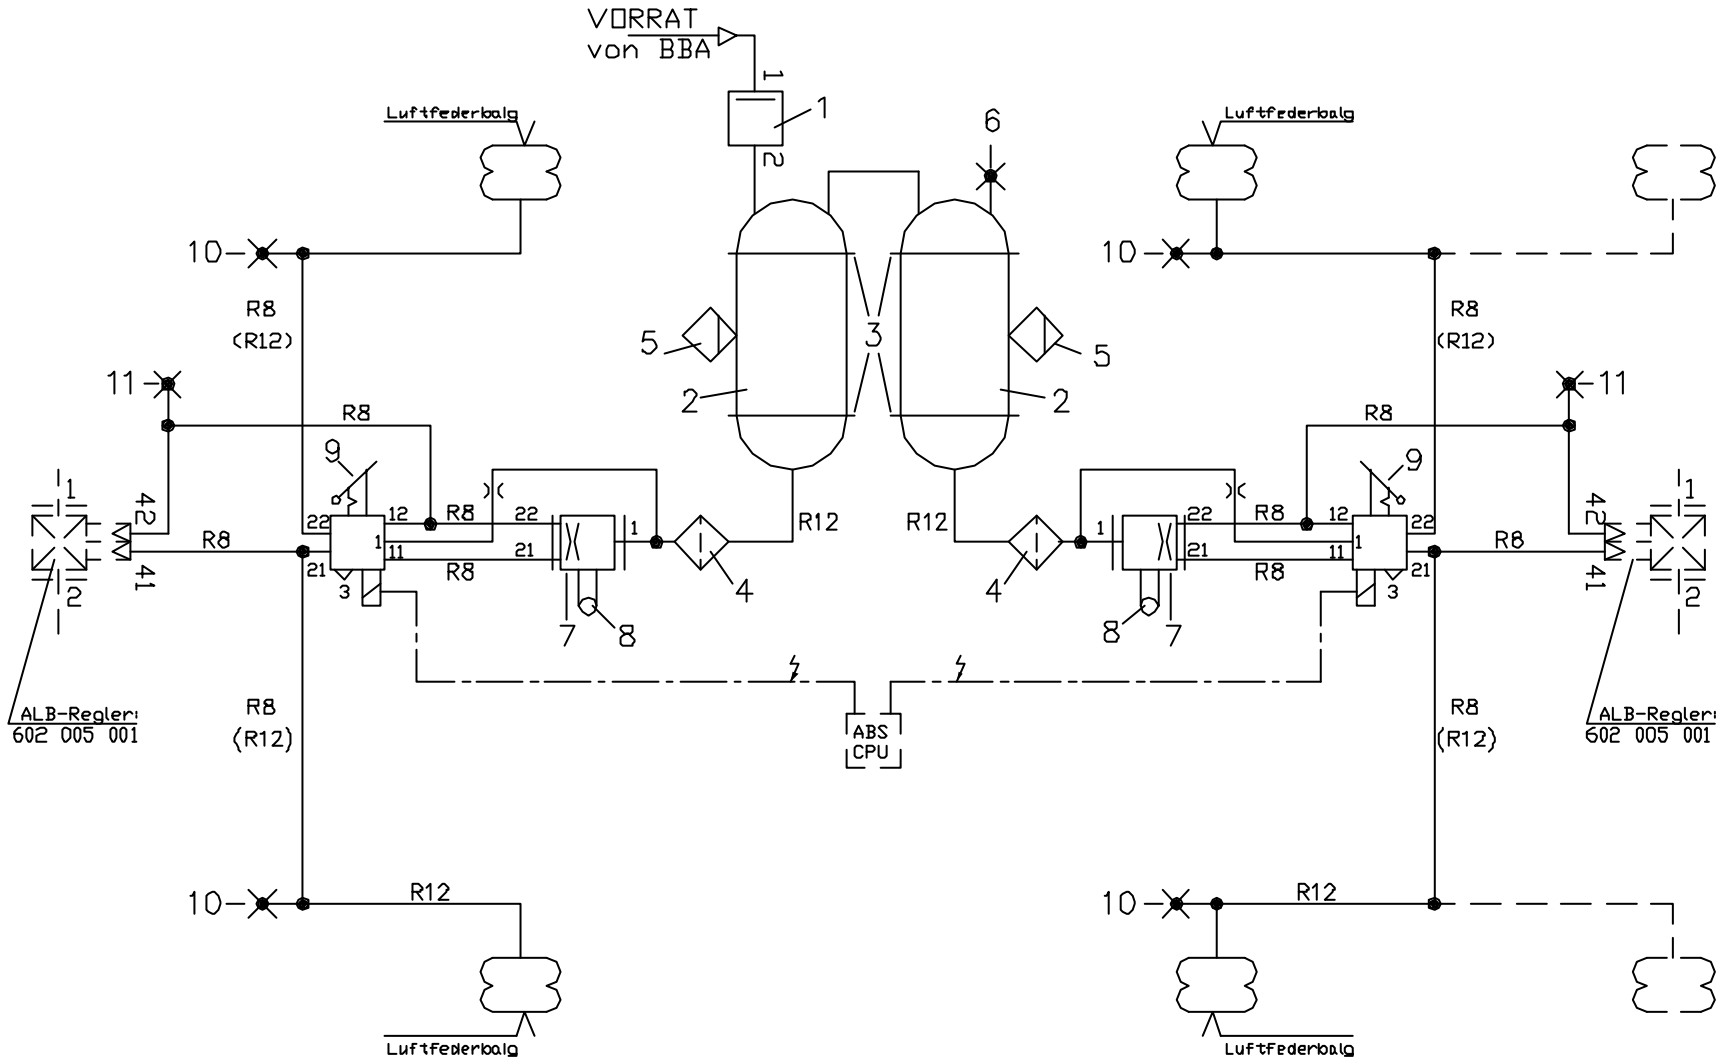 VORRAT
von BBA
1
1
2
6
Luftfederbalg
Luftfederbalg
10
10
R8
(R12)
R8
(R12)
5
3
5
2
2
11
11
R8
R8
9
9
1
42
22
12
R8
22
1
R12
R12
1
22
R8
12
22
42
1
R8
1
1
R8
21
11
R8
21
21
R8
11
21
41
2
3
4
4
3
41
2
7
8
8
7
ALB-Regler:
602 005 001
R8
(R12)
ABS
CPU
R8
(R12)
ALB-Regler:
602 005 001
10
R12
10
R12
Luftfederbalg
Luftfederbalg